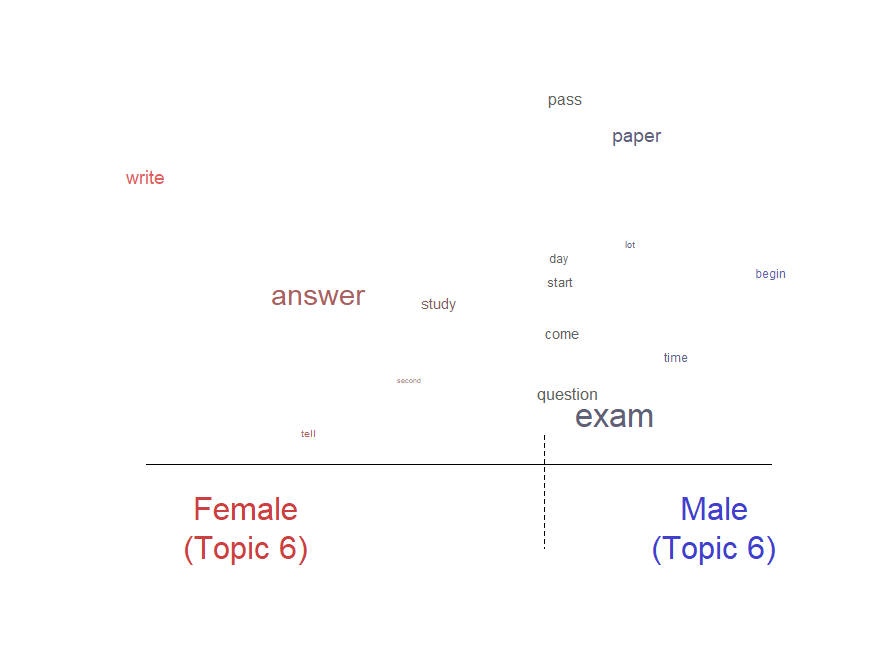 pass
paper
write
lot
day
begin
start
answer
study
come
time
second
question
exam
tell
Female
(Topic 6)
Male
(Topic 6)